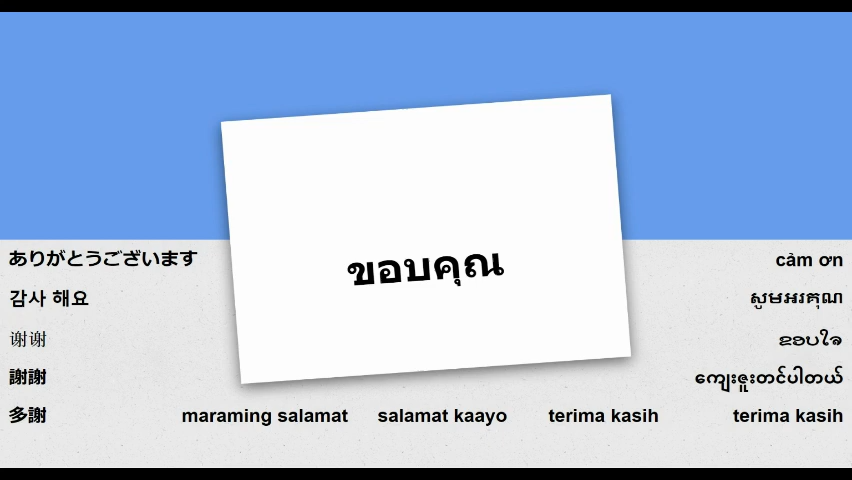 ขอบคุณ
ありがとうございます
감사 해요
谢谢
謝謝
多謝
maraming salamat
salamat kaayo
terima kasih
cảm ơn
សូមអរគុណ
ຂອບໃຈ
ကျေးဇူးတင်ပါတယ်
terima kasih